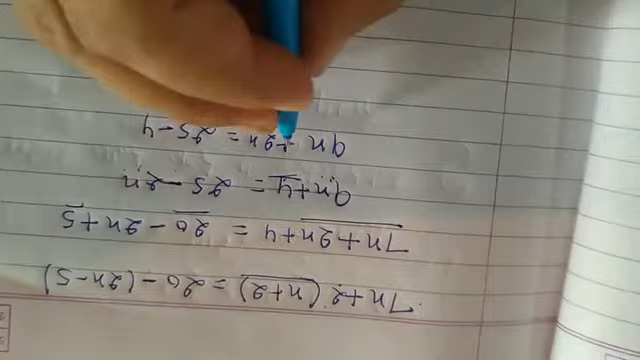 7n+2(n+2) = 20-(2n-5)
7n+2n+4 = 20-2n+5
9n+4 = 25-2n
9n+2n = 25-4